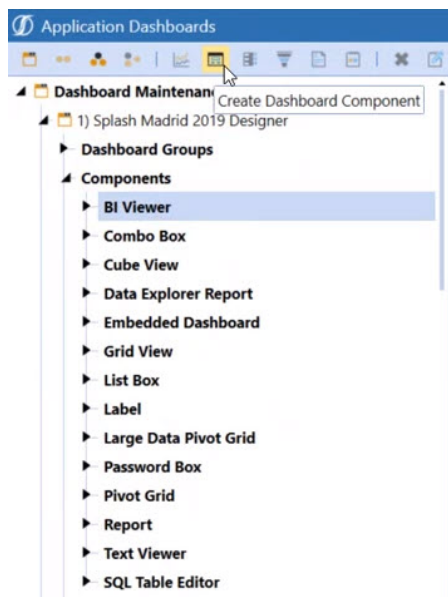 Application Dashboards
Dashboard Maintenan
Create Dashboard Component
1) Splash Madrid 2019 Designer
Dashboard Groups
Components
BI Viewer
Combo Box
Cube View
Data Explorer Report
Embedded Dashboard
Grid View
List Box
Label
Large Data Pivot Grid
Password Box
Pivot Grid
Report
Text Viewer
SQL Table Editor